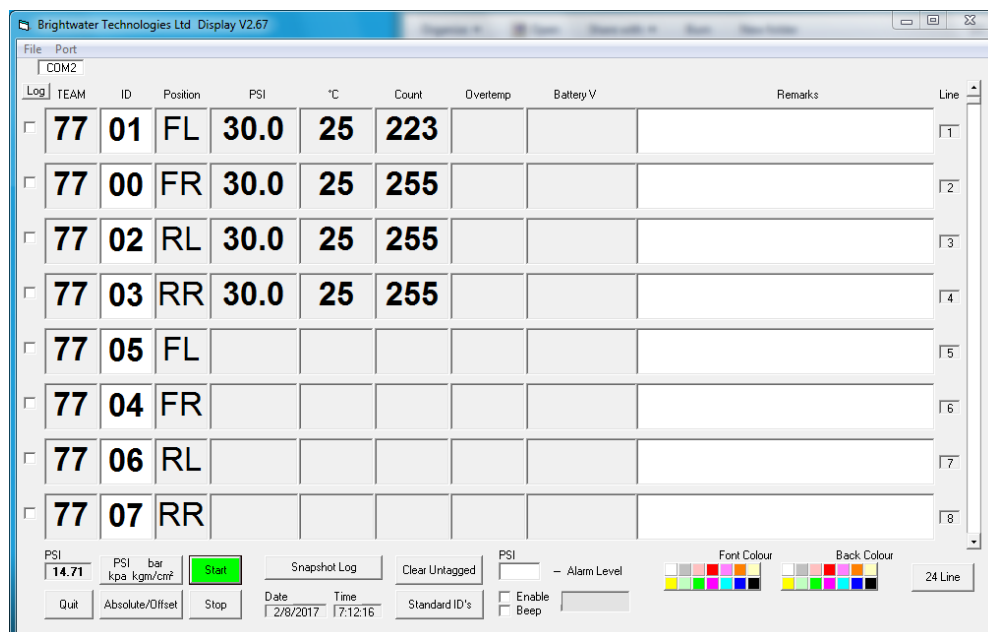 Brightwater Technologies Ltd Display V2.67
File Port
COM2
Log TEAM ID Position PSI °C Count Overtemp Battery V Remarks Line
77 01 FL 30.0 25 223 1
77 00 FR 30.0 25 255 2
77 02 RL 30.0 25 255 3
77 03 RR 30.0 25 255 4
77 05 FL 5
77 04 FR 6
77 06 RL 7
77 07 RR 8
PSI PSI Font Colour Back Colour
14.71 PSI bar kpa kgm/cm² Start Snapshot Log Clear Untagged – Alarm Level 24 Line
Quit Absolute/Offset Stop Date Time Standard ID's Enable
2/8/2017 7:12:16 Beep